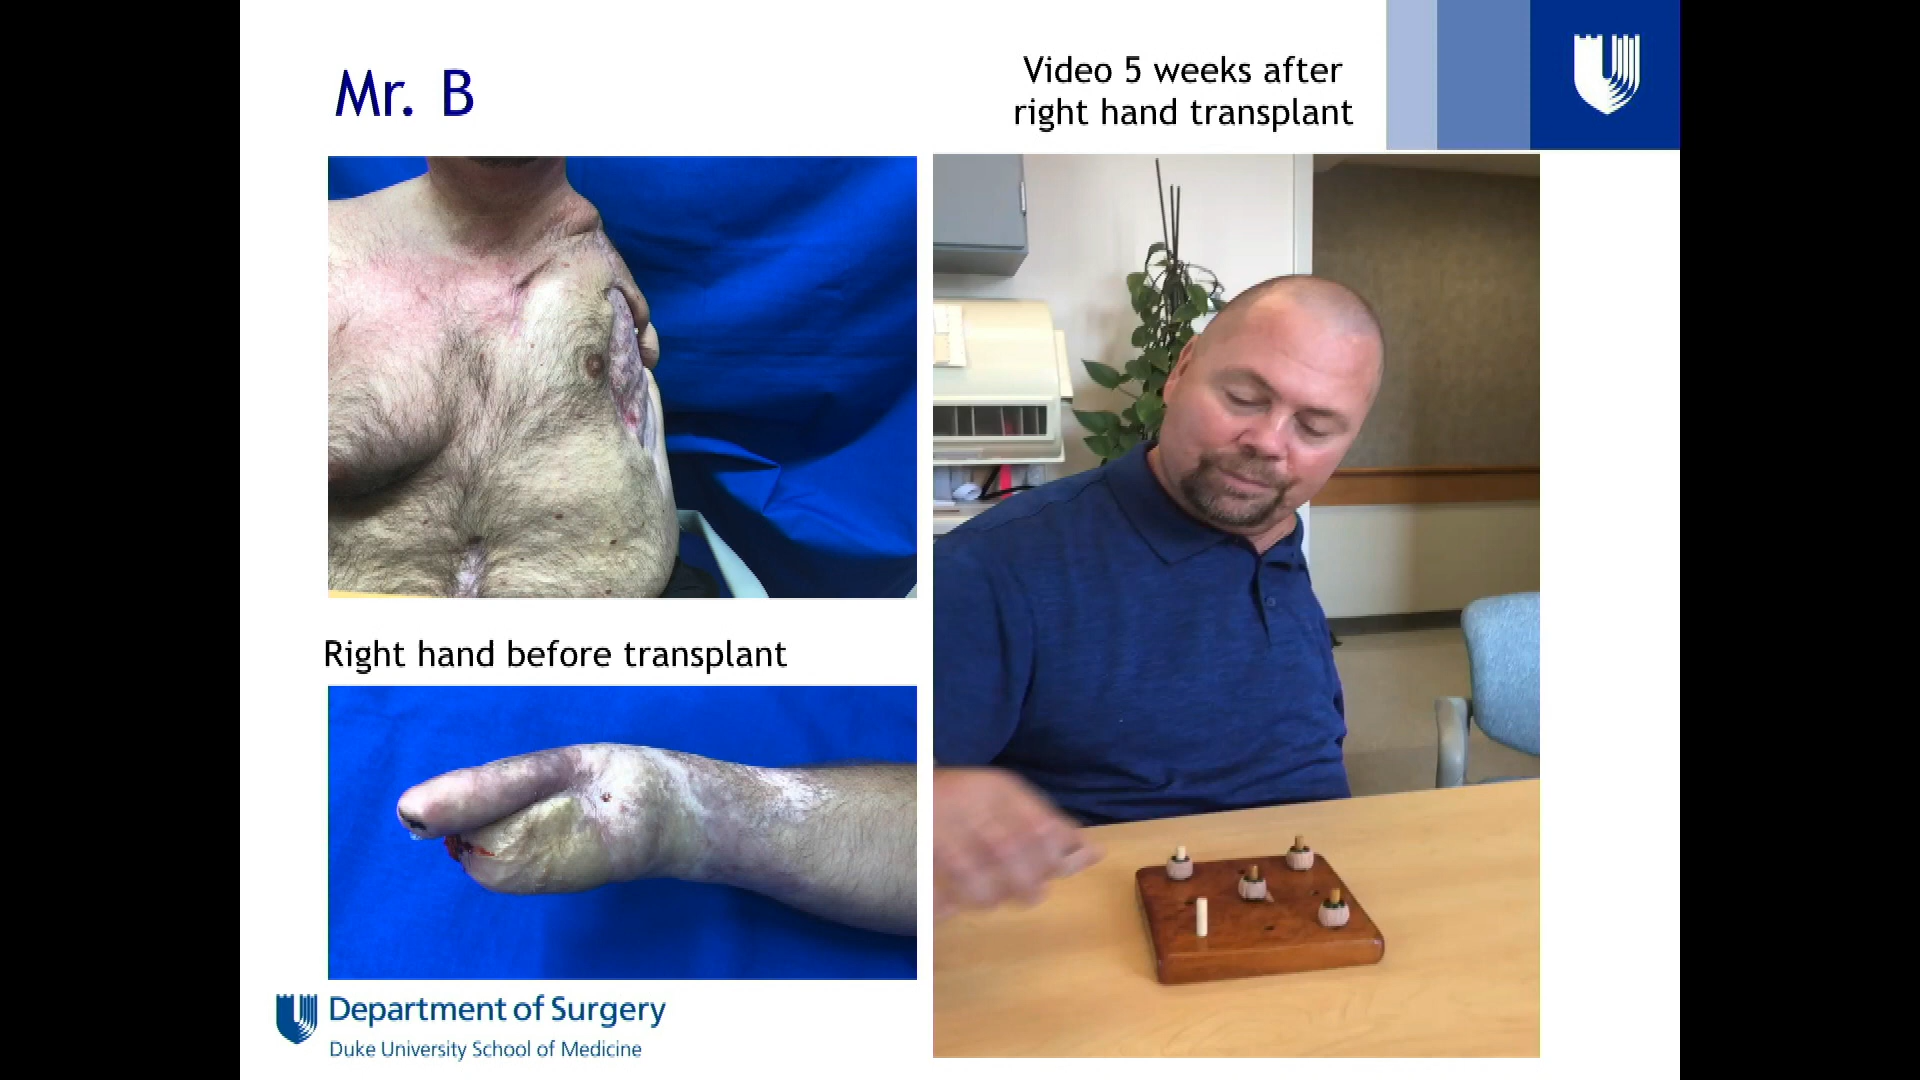 Mr. B
Video 5 weeks after
right hand transplant
Right hand before transplant
Department of Surgery
Duke University School of Medicine